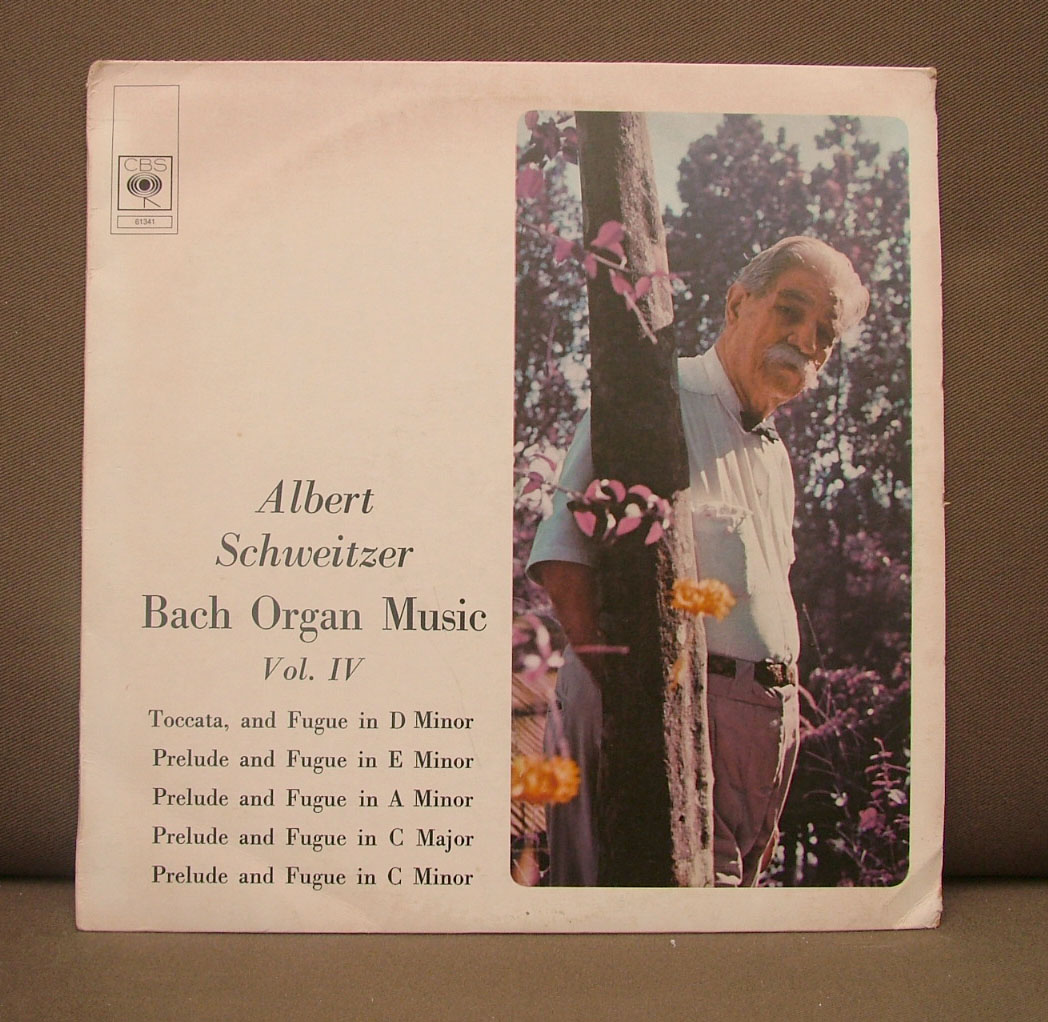 CBS
61341
Albert
Schweitzer
Bach Organ Music
Vol. IV
Toccata, and Fugue in D Minor
Prelude and Fugue in E Minor
Prelude and Fugue in A Minor
Prelude and Fugue in C Major
Prelude and Fugue in C Minor